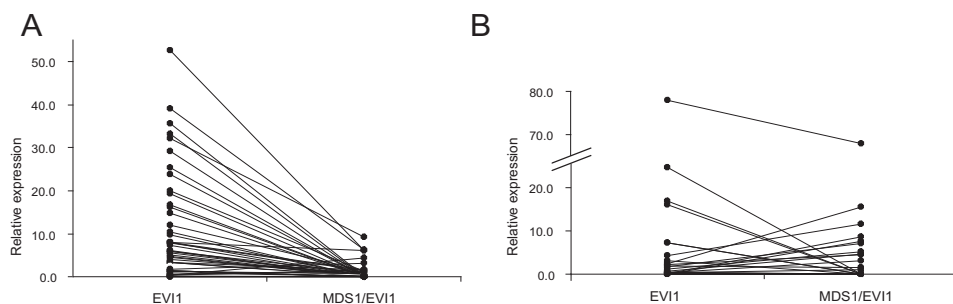 A
50.0
40.0
30.0
20.0
10.0
0.0
Relative expression
EVI1
MDS1/EVI1
B
80.0
70.0
20.0
10.0
0.0
Relative expression
EVI1
MDS1/EVI1